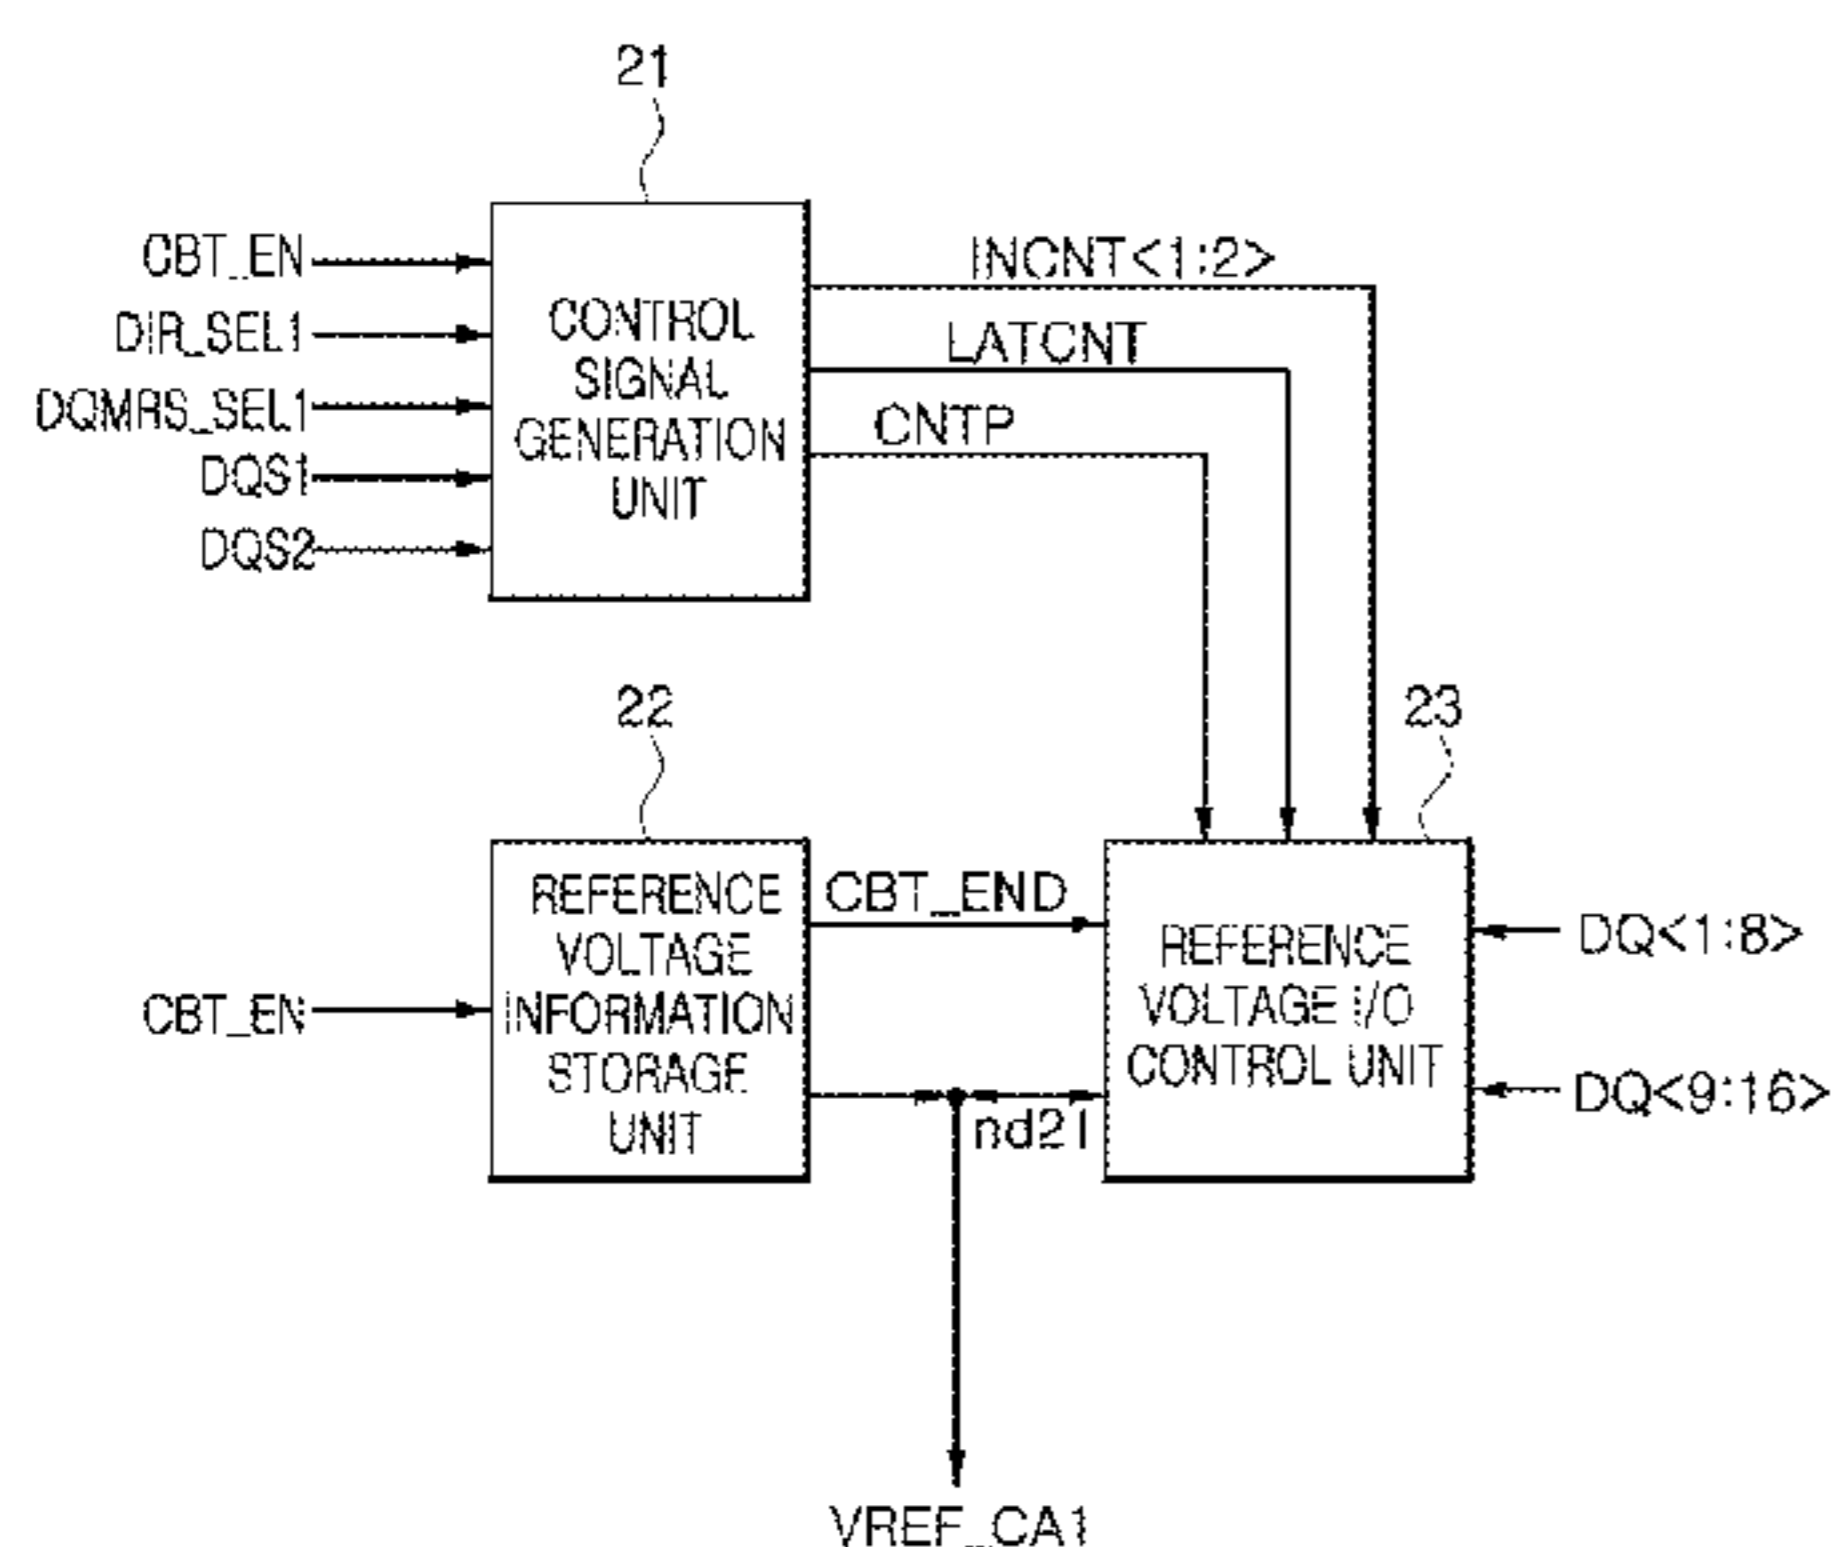 21
CBT_EN
DIR_SEL1
DQMRS_SEL1
DQS1
DQS2
CONTROL
SIGNAL
GENERATION
UNIT
INCNT<1:2>
LATCNT
CNTP
22
23
CBT_EN
REFERENCE
VOLTAGE
INFORMATION
STORAGE
UNIT
CBT_END
nd21
REFERENCE
VOLTAGE I/O
CONTROL UNIT
DQ<1:8>
DQ<9:16>
VREF_CA1